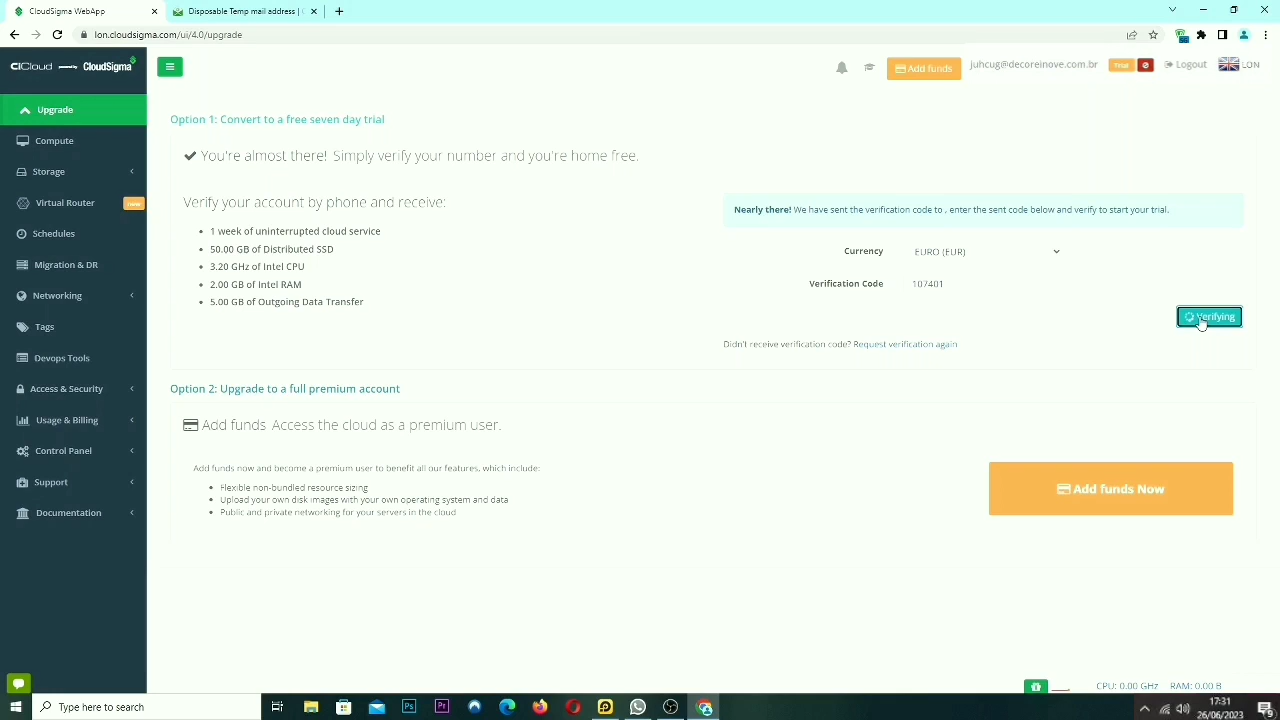 CloudSigma WebApp
Disposable Temp mail address | (
lon.cloudsigma.com/ui/4.0/upgrade
CICloud CloudSigma
Add funds
juhcug@decoreinove.com.br
Trial
Logout
LON
Upgrade
Compute
Storage
Virtual Router
new
Schedules
Migration & DR
Networking
Tags
Devops Tools
Access & Security
Usage & Billing
Control Panel
Support
Documentation
Option 1: Convert to a free seven day trial
You're almost there! Simply verify your number and you're home free.
Verify your account by phone and receive:
1 week of uninterrupted cloud service
50.00 GB of Distributed SSD
3.20 GHz of Intel CPU
2.00 GB of Intel RAM
5.00 GB of Outgoing Data Transfer
Nearly there! We have sent the verification code to , enter the sent code below and verify to start your trial.
Currency EURO (EUR)
Verification Code 107401
Verifying
Didn't receive verification code? Request verification again
Option 2: Upgrade to a full premium account
Add funds Access the cloud as a premium user.
Add funds now and become a premium user to benefit all our features, which include:
Flexible non-bundled resource sizing
Upload your own disk images with your own operating system and data
Public and private networking for your servers in the cloud
Add funds Now
CPU: 0.00 GHz RAM: 0.00 B
Type here to search
Ps
Pr
17:31
26/06/2023